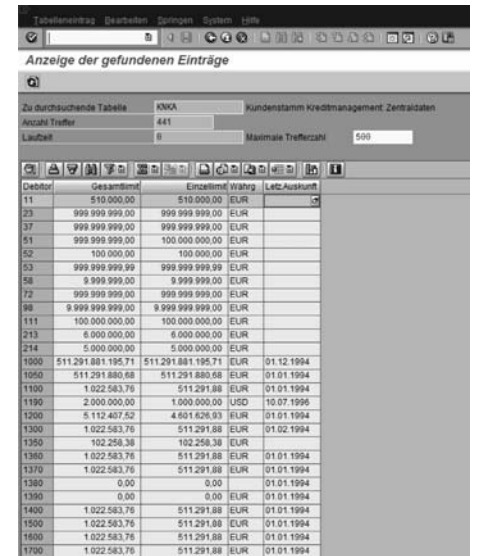 Tabelleneintrag Bearbeiten Springen System Hilfe
Anzeige der gefundenen Einträge
Zu durchsuchende Tabelle KNKA Kundenstamm Kreditmanagement: Zentraldaten
Anzahl Treffer 441
Laufzeit 0 Maximale Trefferzahl 500
Debitor Gesamtlimit Einzellimit Währg Letz.Auskunft
11 510.000,00 510.000,00 EUR
23 999.999.999,00 999.999.999,00 EUR
37 999.999.999,00 999.999.999,00 EUR
51 999.999.999,00 100.000.000,00 EUR
52 100.000,00 100.000,00 EUR
53 999.999.999,99 999.999.999,99 EUR
58 9.999.999,00 9.999.999,00 EUR
72 999.999.999,00 999.999.999,00 EUR
98 9.999.999.999,00 9.999.999.999,00 EUR
111 100.000.000,00 100.000.000,00 EUR
213 6.000.000,00 6.000.000,00 EUR
214 5.000.000,00 5.000.000,00 EUR
1000 511.291.881.195,71 511.291.881.195,71 EUR 01.12.1994
1050 511.291.880,68 511.291.880,68 EUR 01.01.1994
1100 1.022.583,76 511.291,88 EUR 01.01.1994
1190 2.000.000,00 1.000.000,00 USD 10.07.1996
1200 5.112.407,52 4.601.626,93 EUR 01.01.1994
1300 1.022.583,76 511.291,88 EUR 01.02.1994
1350 102.258,38 102.258,38 EUR
1360 1.022.583,76 511.291,88 EUR 01.01.1994
1370 1.022.583,76 511.291,88 EUR 01.01.1994
1380 0,00 0,00 01.01.1994
1390 0,00 0,00 EUR 01.01.1994
1400 1.022.583,76 511.291,88 EUR 01.01.1994
1500 1.022.583,76 511.291,88 EUR 01.01.1994
1600 1.022.583,76 511.291,88 EUR 01.01.1994
1700 1.022.583,76 511.291,88 EUR 01.01.1994